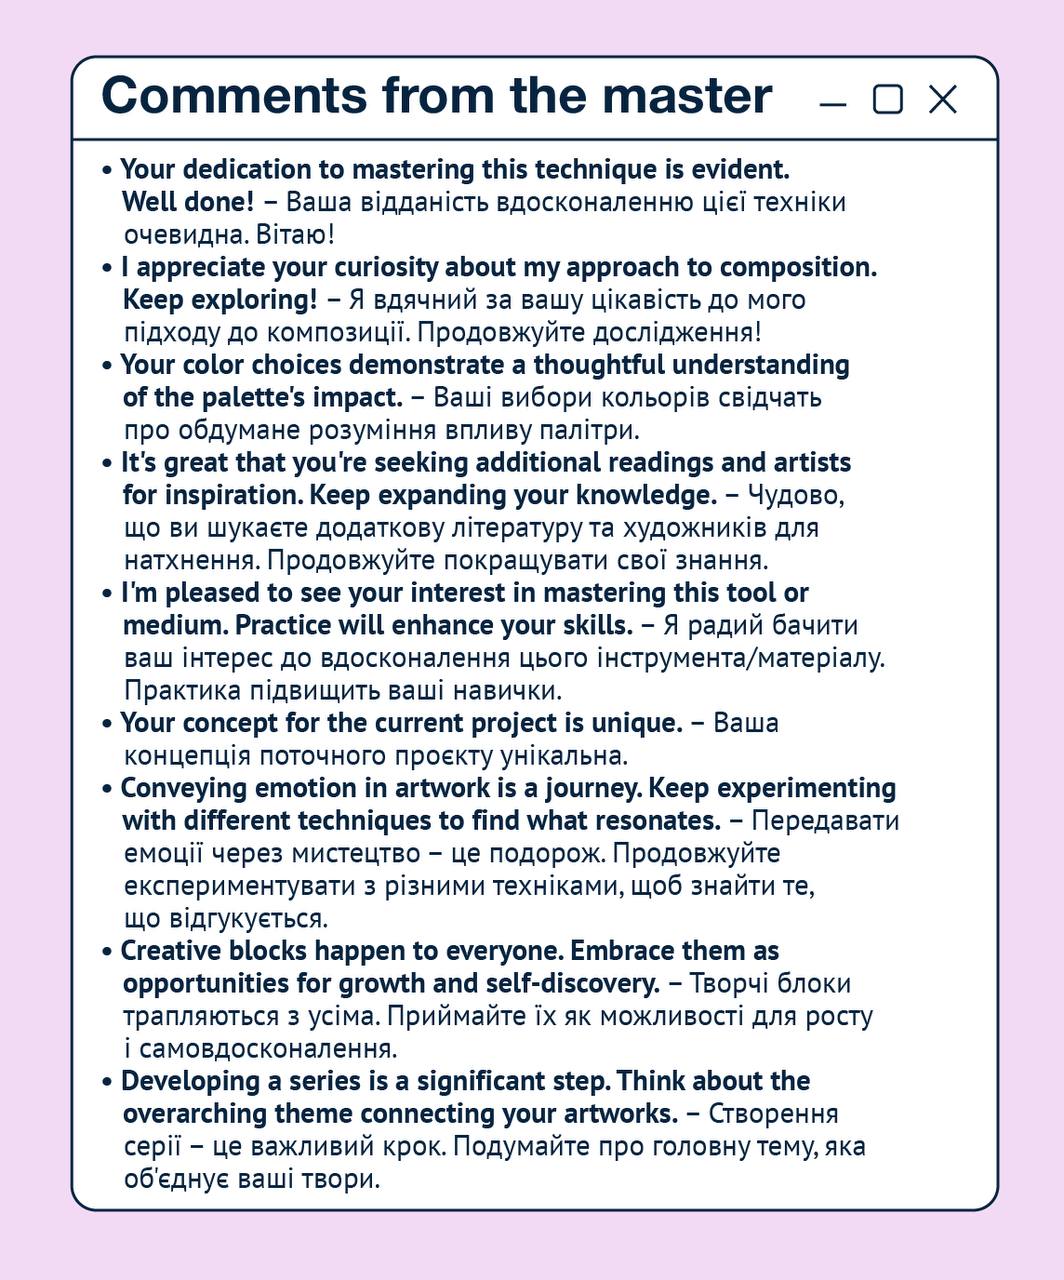 Comments from the master
• Your dedication to mastering this technique is evident.
Well done! – Ваша відданість вдосконаленню цієї техніки
очевидна. Вітаю!
• I appreciate your curiosity about my approach to composition.
Keep exploring! – Я вдячний за вашу цікавість до мого
підходу до композиції. Продовжуйте дослідження!
• Your color choices demonstrate a thoughtful understanding
of the palette's impact. – Ваші вибори кольорів свідчать
про обдумане розуміння впливу палітри.
• It's great that you're seeking additional readings and artists
for inspiration. Keep expanding your knowledge. – Чудово,
що ви шукаєте додаткову літературу та художників для
натхнення. Продовжуйте покращувати свої знання.
• I'm pleased to see your interest in mastering this tool or
medium. Practice will enhance your skills. – Я радий бачити
ваш інтерес до вдосконалення цього інструмента/матеріалу.
Практика підвищить ваші навички.
• Your concept for the current project is unique. – Ваша
концепція поточного проєкту унікальна.
• Conveying emotion in artwork is a journey. Keep experimenting
with different techniques to find what resonates. – Передавати
емоції через мистецтво – це подорож. Продовжуйте
експериментувати з різними техніками, щоб знайти те,
що відгукується.
• Creative blocks happen to everyone. Embrace them as
opportunities for growth and self-discovery. – Творчі блоки
трапляються з усіма. Приймайте їх як можливості для росту
і самовдосконалення.
• Developing a series is a significant step. Think about the
overarching theme connecting your artworks. – Створення
серії – це важливий крок. Подумайте про головну тему, яка
об'єднує ваші твори.